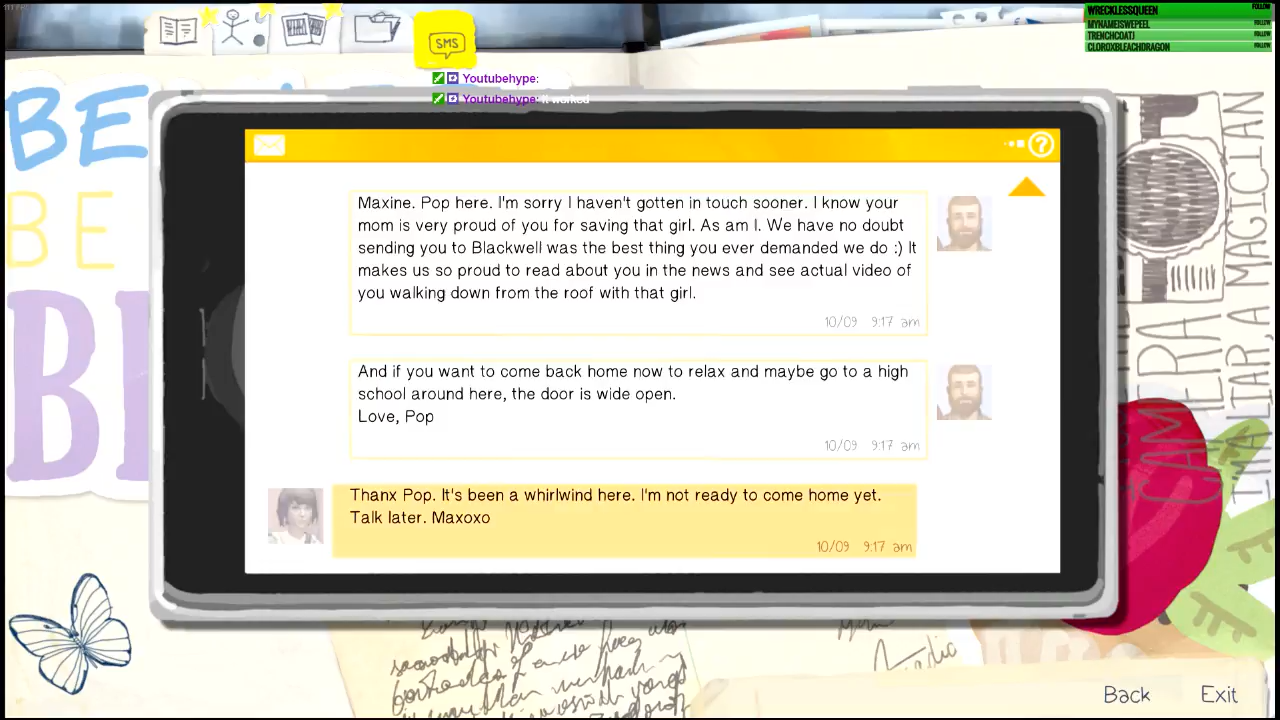 WRECKLESSQUEEN FOLLOW
MYNAMEISWEPEEL FOLLOW
TRENCHCOATJ FOLLOW
CLOROXBLEACHDRAGON FOLLOW
SMS
Youtubehype:
Youtubehype: it worked
BE
BE
Maxine. Pop here. I'm sorry I haven't gotten in touch sooner. I know your
mom is very proud of you for saving that girl. As am I. We have no doubt
sending you to Blackwell was the best thing you ever demanded we do :) It
makes us so proud to read about you in the news and see actual video of
you walking down from the roof with that girl.
10/09 9:17 am
And if you want to come back home now to relax and maybe go to a high
school around here, the door is wide open.
Love, Pop
10/09 9:17 am
Thanx Pop. It's been a whirlwind here. I'm not ready to come home yet.
Talk later. Maxoxo
10/09 9:17 am
CAMERA
A MAGICIAN
Back Exit